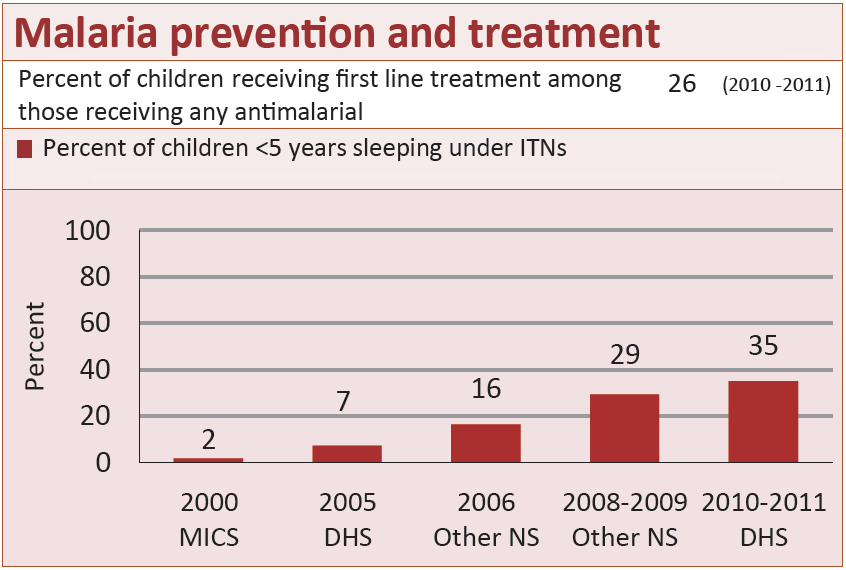 Malaria prevention and treatment
Percent of children receiving first line treatment among
those receiving any antimalarial
26 (2010 -2011)
Percent of children <5 years sleeping under ITNs
Percent
100
80
60
40
20
0
2
7
16
29
35
2000
MICS
2005
DHS
2006
Other NS
2008-2009
Other NS
2010-2011
DHS